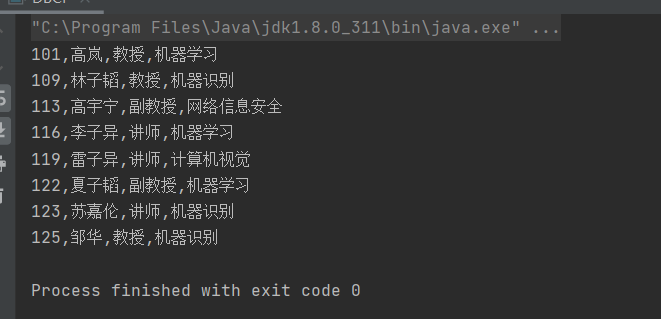 "C:\Program Files\Java\jdk1.8.0_311\bin\java.exe" ...
101,高岚,教授,机器学习
109,林子韬,教授,机器识别
113,高宇宁,副教授,网络信息安全
116,李子异,讲师,机器学习
119,雷子异,讲师,计算机视觉
122,夏子韬,副教授,机器学习
123,苏嘉伦,讲师,机器识别
125,邹华,教授,机器识别
Process finished with exit code 0